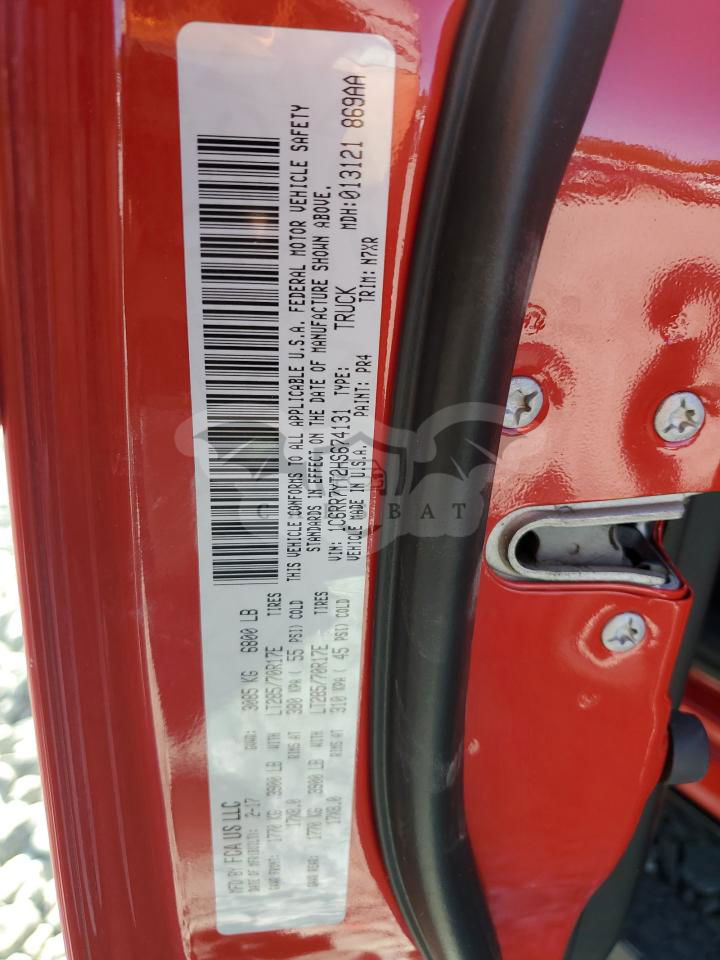 MFD BY: FCA US LLC
DATE OF MFR: 2-17 GVWR: 3085 KG 6800 LB
GAWR FRONT: 1770 KG 3900 LB WITH LT285/70R17E TIRES
17X8.0 RIMS AT 380 KPA ( 55 PSI) COLD
GAWR REAR: 1770 KG 3900 LB WITH LT285/70R17E TIRES
17X8.0 RIMS AT 310 KPA ( 45 PSI) COLD
THIS VEHICLE CONFORMS TO ALL APPLICABLE U.S.A. FEDERAL MOTOR VEHICLE SAFETY
STANDARDS IN EFFECT ON THE DATE OF MANUFACTURE SHOWN ABOVE.
VIN: 1C6RR7YT2HS674131 TYPE: TRUCK MDH:013121 869AA
VEHICLE MADE IN U.S.A. PAINT: PR4 TRIM: N7XR
BAT